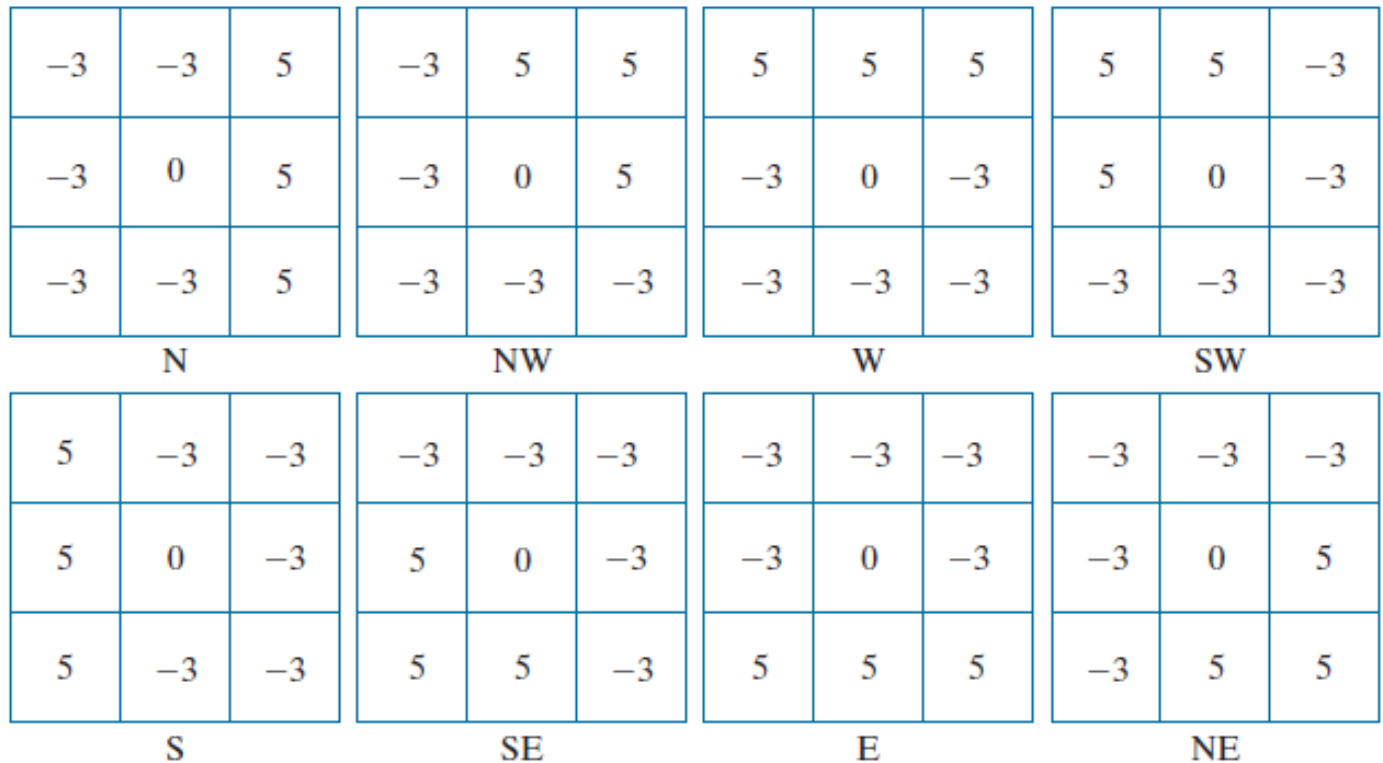 −3 −3 5 −3 5 5 5 5 5 5 5 −3
−3 0 5 −3 0 5 −3 0 −3 5 0 −3
−3 −3 5 −3 −3 −3 −3 −3 −3 −3 −3 −3
N NW W SW
5 −3 −3 −3 −3 −3 −3 −3 −3 −3 −3 −3
5 0 −3 5 0 −3 −3 0 −3 −3 0 5
5 −3 −3 5 5 −3 5 5 5 −3 5 5
S SE E NE